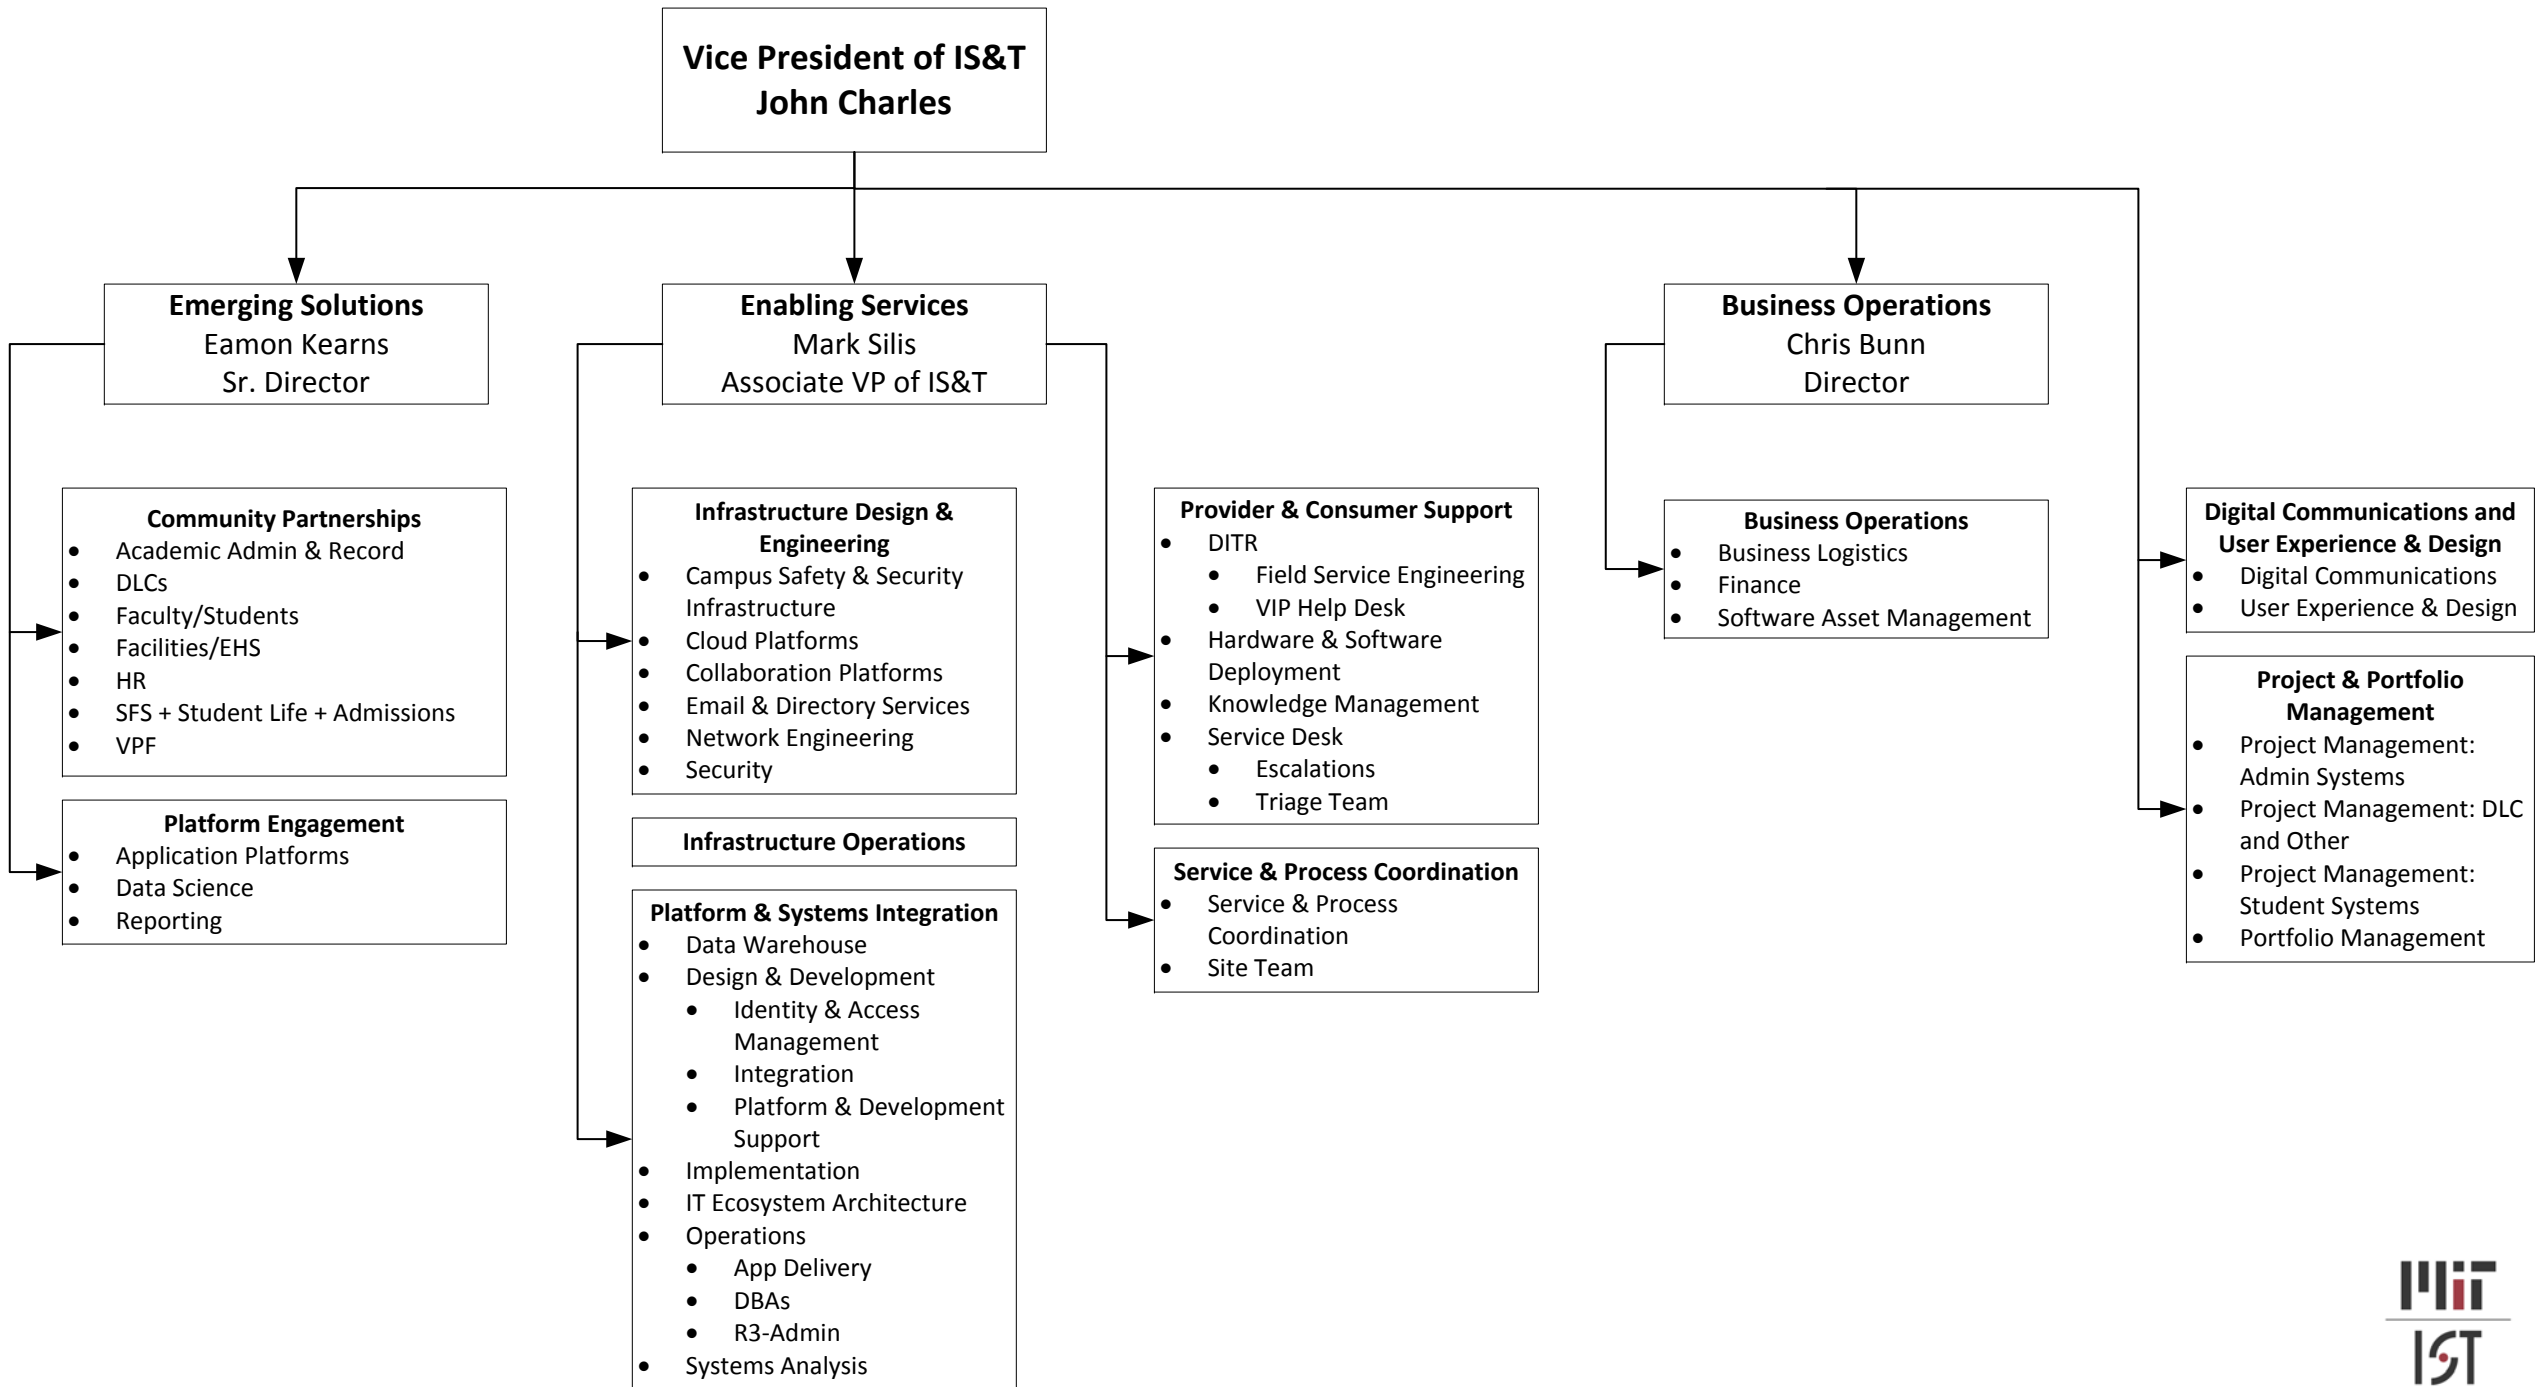 Vice President of IS&T
John Charles
Emerging Solutions
Eamon Kearns
Sr. Director
Enabling Services
Mark Silis
Associate VP of IS&T
Business Operations
Chris Bunn
Director
Community Partnerships
• Academic Admin & Record
• DLCs
• Faculty/Students
• Facilities/EHS
• HR
• SFS + Student Life + Admissions
• VPF
Platform Engagement
• Application Platforms
• Data Science
• Reporting
Infrastructure Design &
Engineering
• Campus Safety & Security
Infrastructure
• Cloud Platforms
• Collaboration Platforms
• Email & Directory Services
• Network Engineering
• Security
Infrastructure Operations
Platform & Systems Integration
• Data Warehouse
• Design & Development
• Identity & Access
Management
• Integration
• Platform & Development
Support
• Implementation
• IT Ecosystem Architecture
• Operations
• App Delivery
• DBAs
• R3-Admin
• Systems Analysis
Provider & Consumer Support
• DITR
• Field Service Engineering
• VIP Help Desk
• Hardware & Software
Deployment
• Knowledge Management
• Service Desk
• Escalations
• Triage Team
Service & Process Coordination
• Service & Process
Coordination
• Site Team
Business Operations
• Business Logistics
• Finance
• Software Asset Management
Digital Communications and
User Experience & Design
• Digital Communications
• User Experience & Design
Project & Portfolio
Management
• Project Management:
Admin Systems
• Project Management: DLC
and Other
• Project Management:
Student Systems
• Portfolio Management
MIT
IST